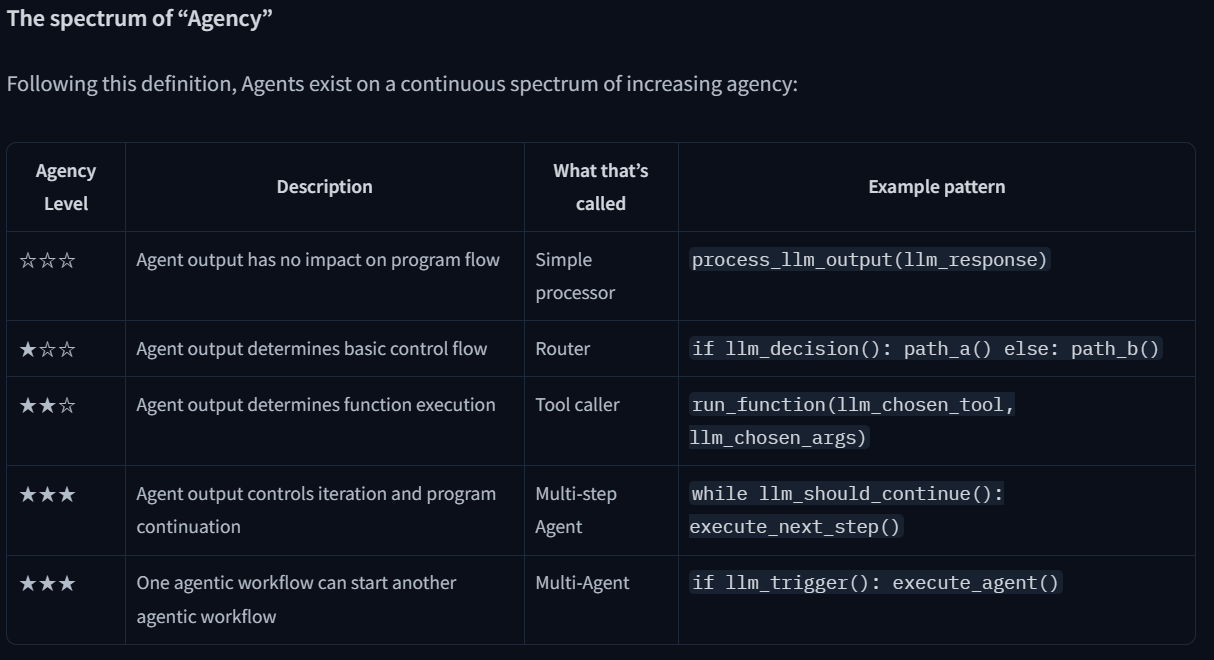 The spectrum of “Agency”
Following this definition, Agents exist on a continuous spectrum of increasing agency:
Agency
Level
Description
What that’s
called
Example pattern
☆☆☆
Agent output has no impact on program flow
Simple
processor
process_llm_output(llm_response)
★☆☆
Agent output determines basic control flow
Router
if llm_decision(): path_a() else: path_b()
★★☆
Agent output determines function execution
Tool caller
run_function(llm_chosen_tool,
llm_chosen_args)
★★★
Agent output controls iteration and program
continuation
Multi-step
Agent
while llm_should_continue():
execute_next_step()
★★★
One agentic workflow can start another
agentic workflow
Multi-Agent
if llm_trigger(): execute_agent()